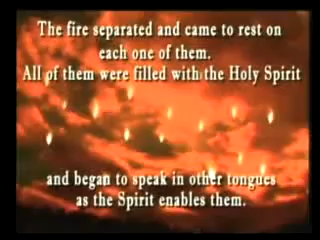 The fire separated and came to rest on
each one of them.
All of them were filled with the Holy Spirit
and began to speak in other tongues
as the Spirit enables them.